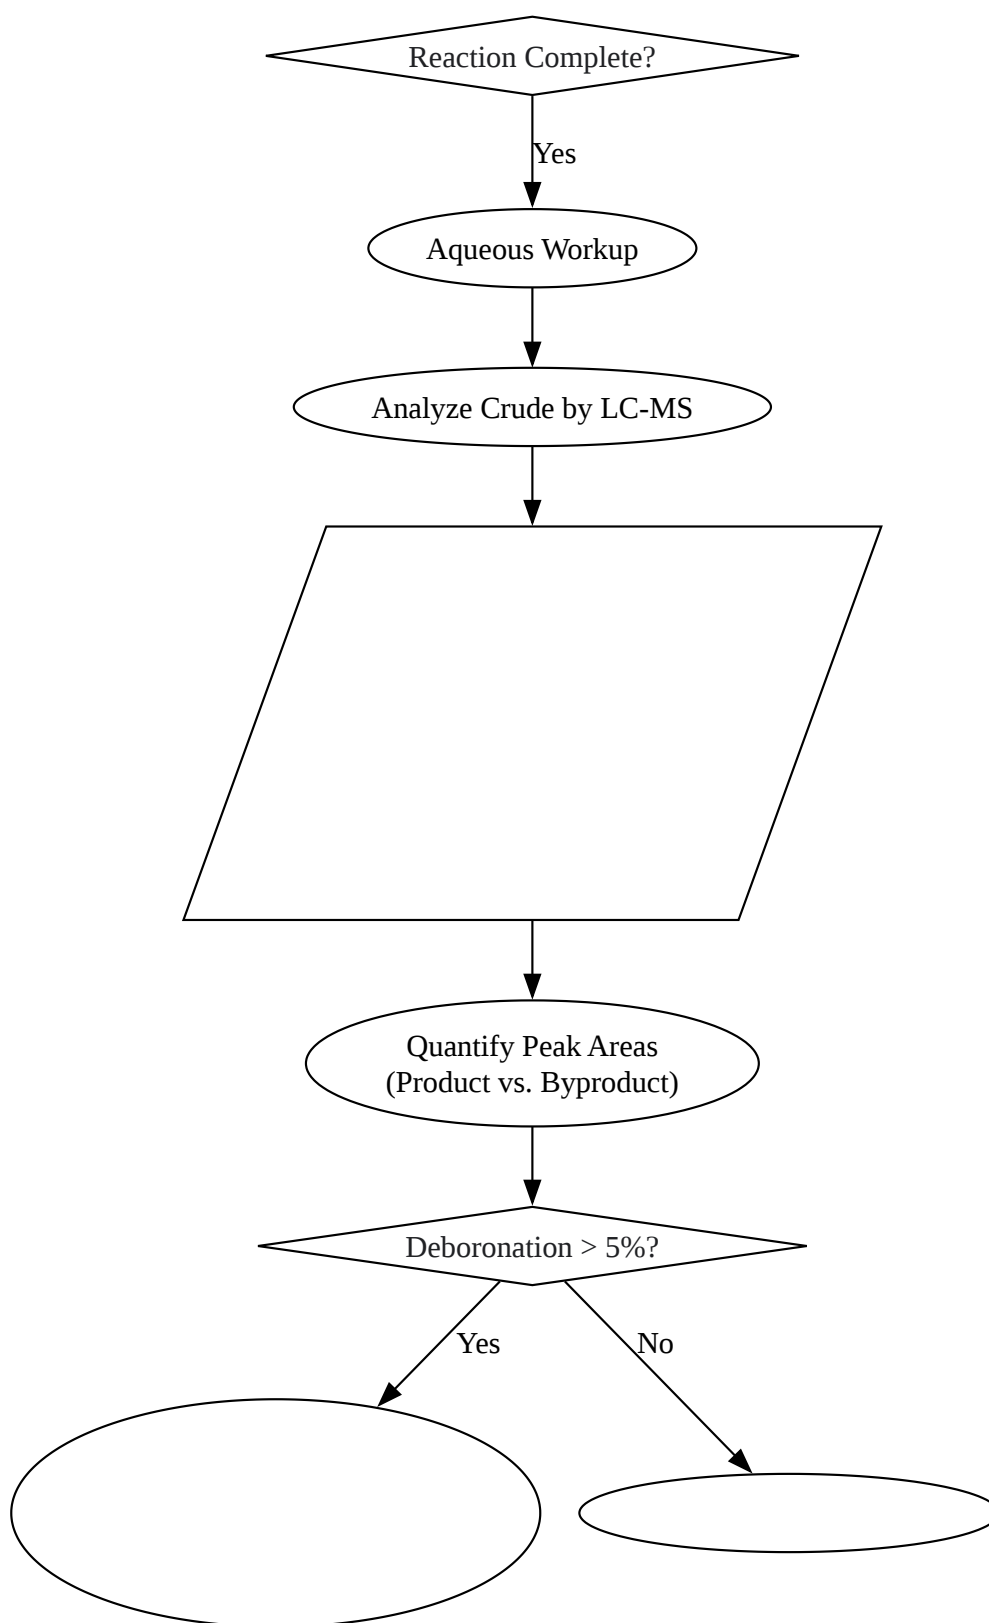 Reaction Complete?
Yes
Aqueous Workup
Analyze Crude by LC-MS
Quantify Peak Areas
(Product vs. Byproduct)
Deboronation > 5%?
Yes
No